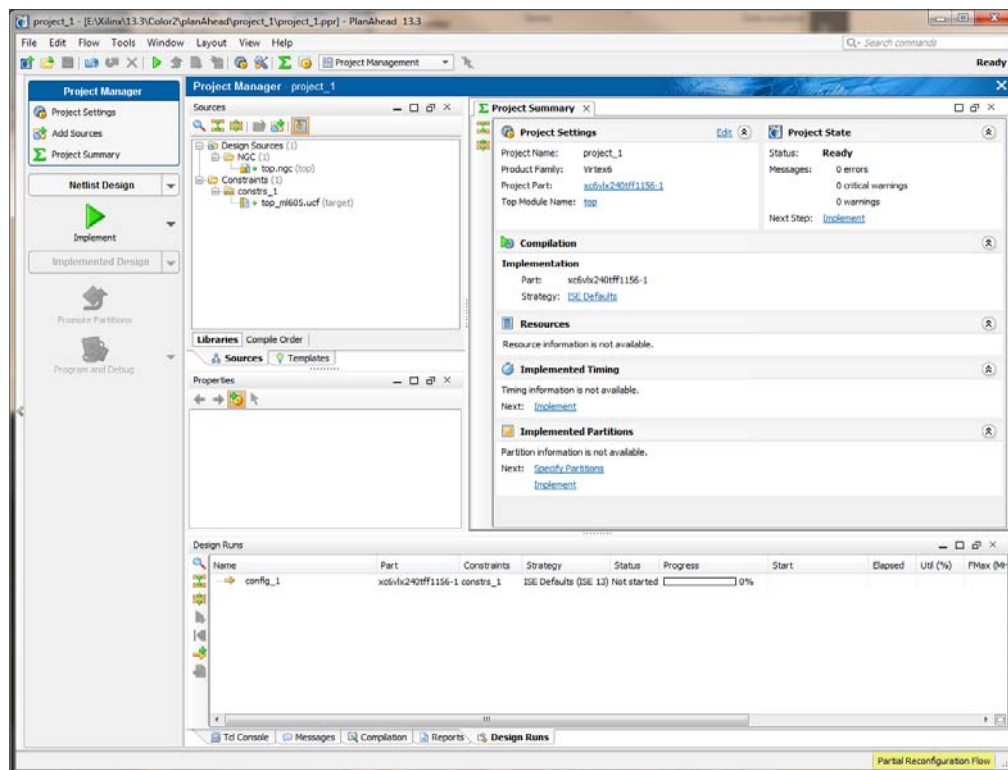 project_1 - [E:\Xilinx\13.3\Color2\planAhead\project_1\project_1.ppr] - PlanAhead 13.3
File Edit Flow Tools Window Layout View Help
Search commands
Project Management
Ready
Project Manager
Project Settings
Add Sources
Project Summary
Netlist Design
Implement
Implemented Design
Promote Partitions
Program and Debug
Project Manager - project_1
Sources
Design Sources (1)
NGC (1)
top.ngc (top)
Constraints (1)
constrs_1
top_ml605.ucf (target)
Libraries Compile Order
Sources Templates
Properties
Project Summary
Project Settings Edit
Project Name: project_1
Product Family: Virtex6
Project Part: xc6vlx240tff1156-1
Top Module Name: top
Project State
Status: Ready
Messages: 0 errors
0 critical warnings
0 warnings
Next Step: Implement
Compilation
Implementation
Part: xc6vlx240tff1156-1
Strategy: ISE Defaults
Resources
Resource information is not available.
Implemented Timing
Timing information is not available.
Next: Implement
Implemented Partitions
Partition information is not available.
Next: Specify Partitions
Implement
Design Runs
Name Part Constraints Strategy Status Progress Start Elapsed Util (%) FMax (MH
config_1 xc6vlx240tff1156-1 constrs_1 ISE Defaults (ISE 13) Not started 0%
Tcl Console Messages Compilation Reports Design Runs
Partial Reconfiguration Flow